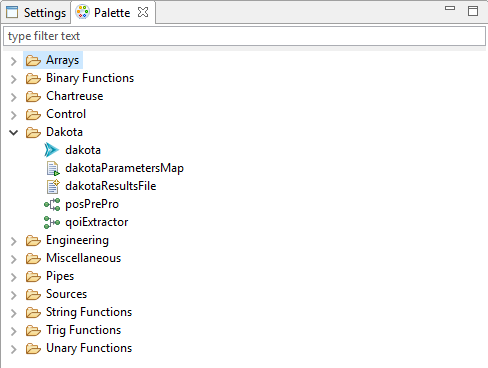 Settings Palette
type filter text
Arrays
Binary Functions
Chartreuse
Control
Dakota
dakota
dakotaParametersMap
dakotaResultsFile
posPrePro
qoiExtractor
Engineering
Miscellaneous
Pipes
Sources
String Functions
Trig Functions
Unary Functions